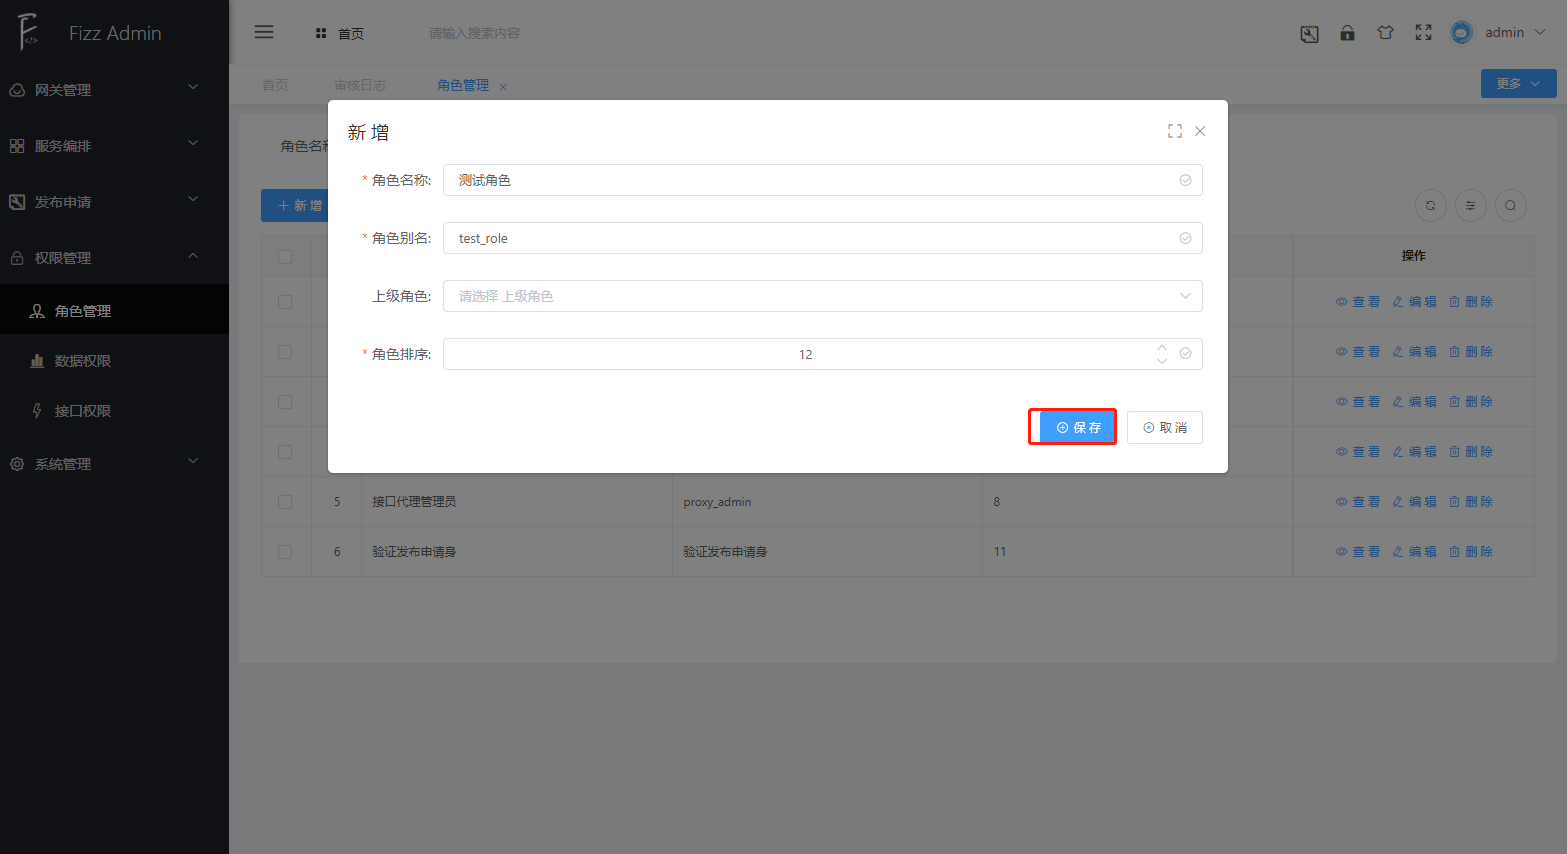 Fizz Admin
首页
请输入搜索内容
admin
网关管理
服务编排
发布申请
权限管理
角色管理
数据权限
接口权限
系统管理
首页
审核日志
角色管理
更多
角色名称
新 增
新 增
* 角色名称:
测试角色
* 角色别名:
test_role
上级角色:
请选择 上级角色
* 角色排序:
12
保 存
取 消
操作
查 看 编 辑 删 除
查 看 编 辑 删 除
查 看 编 辑 删 除
查 看 编 辑 删 除
5 接口代理管理员 proxy_admin 8 查 看 编 辑 删 除
6 验证发布申请身 验证发布申请身 11 查 看 编 辑 删 除